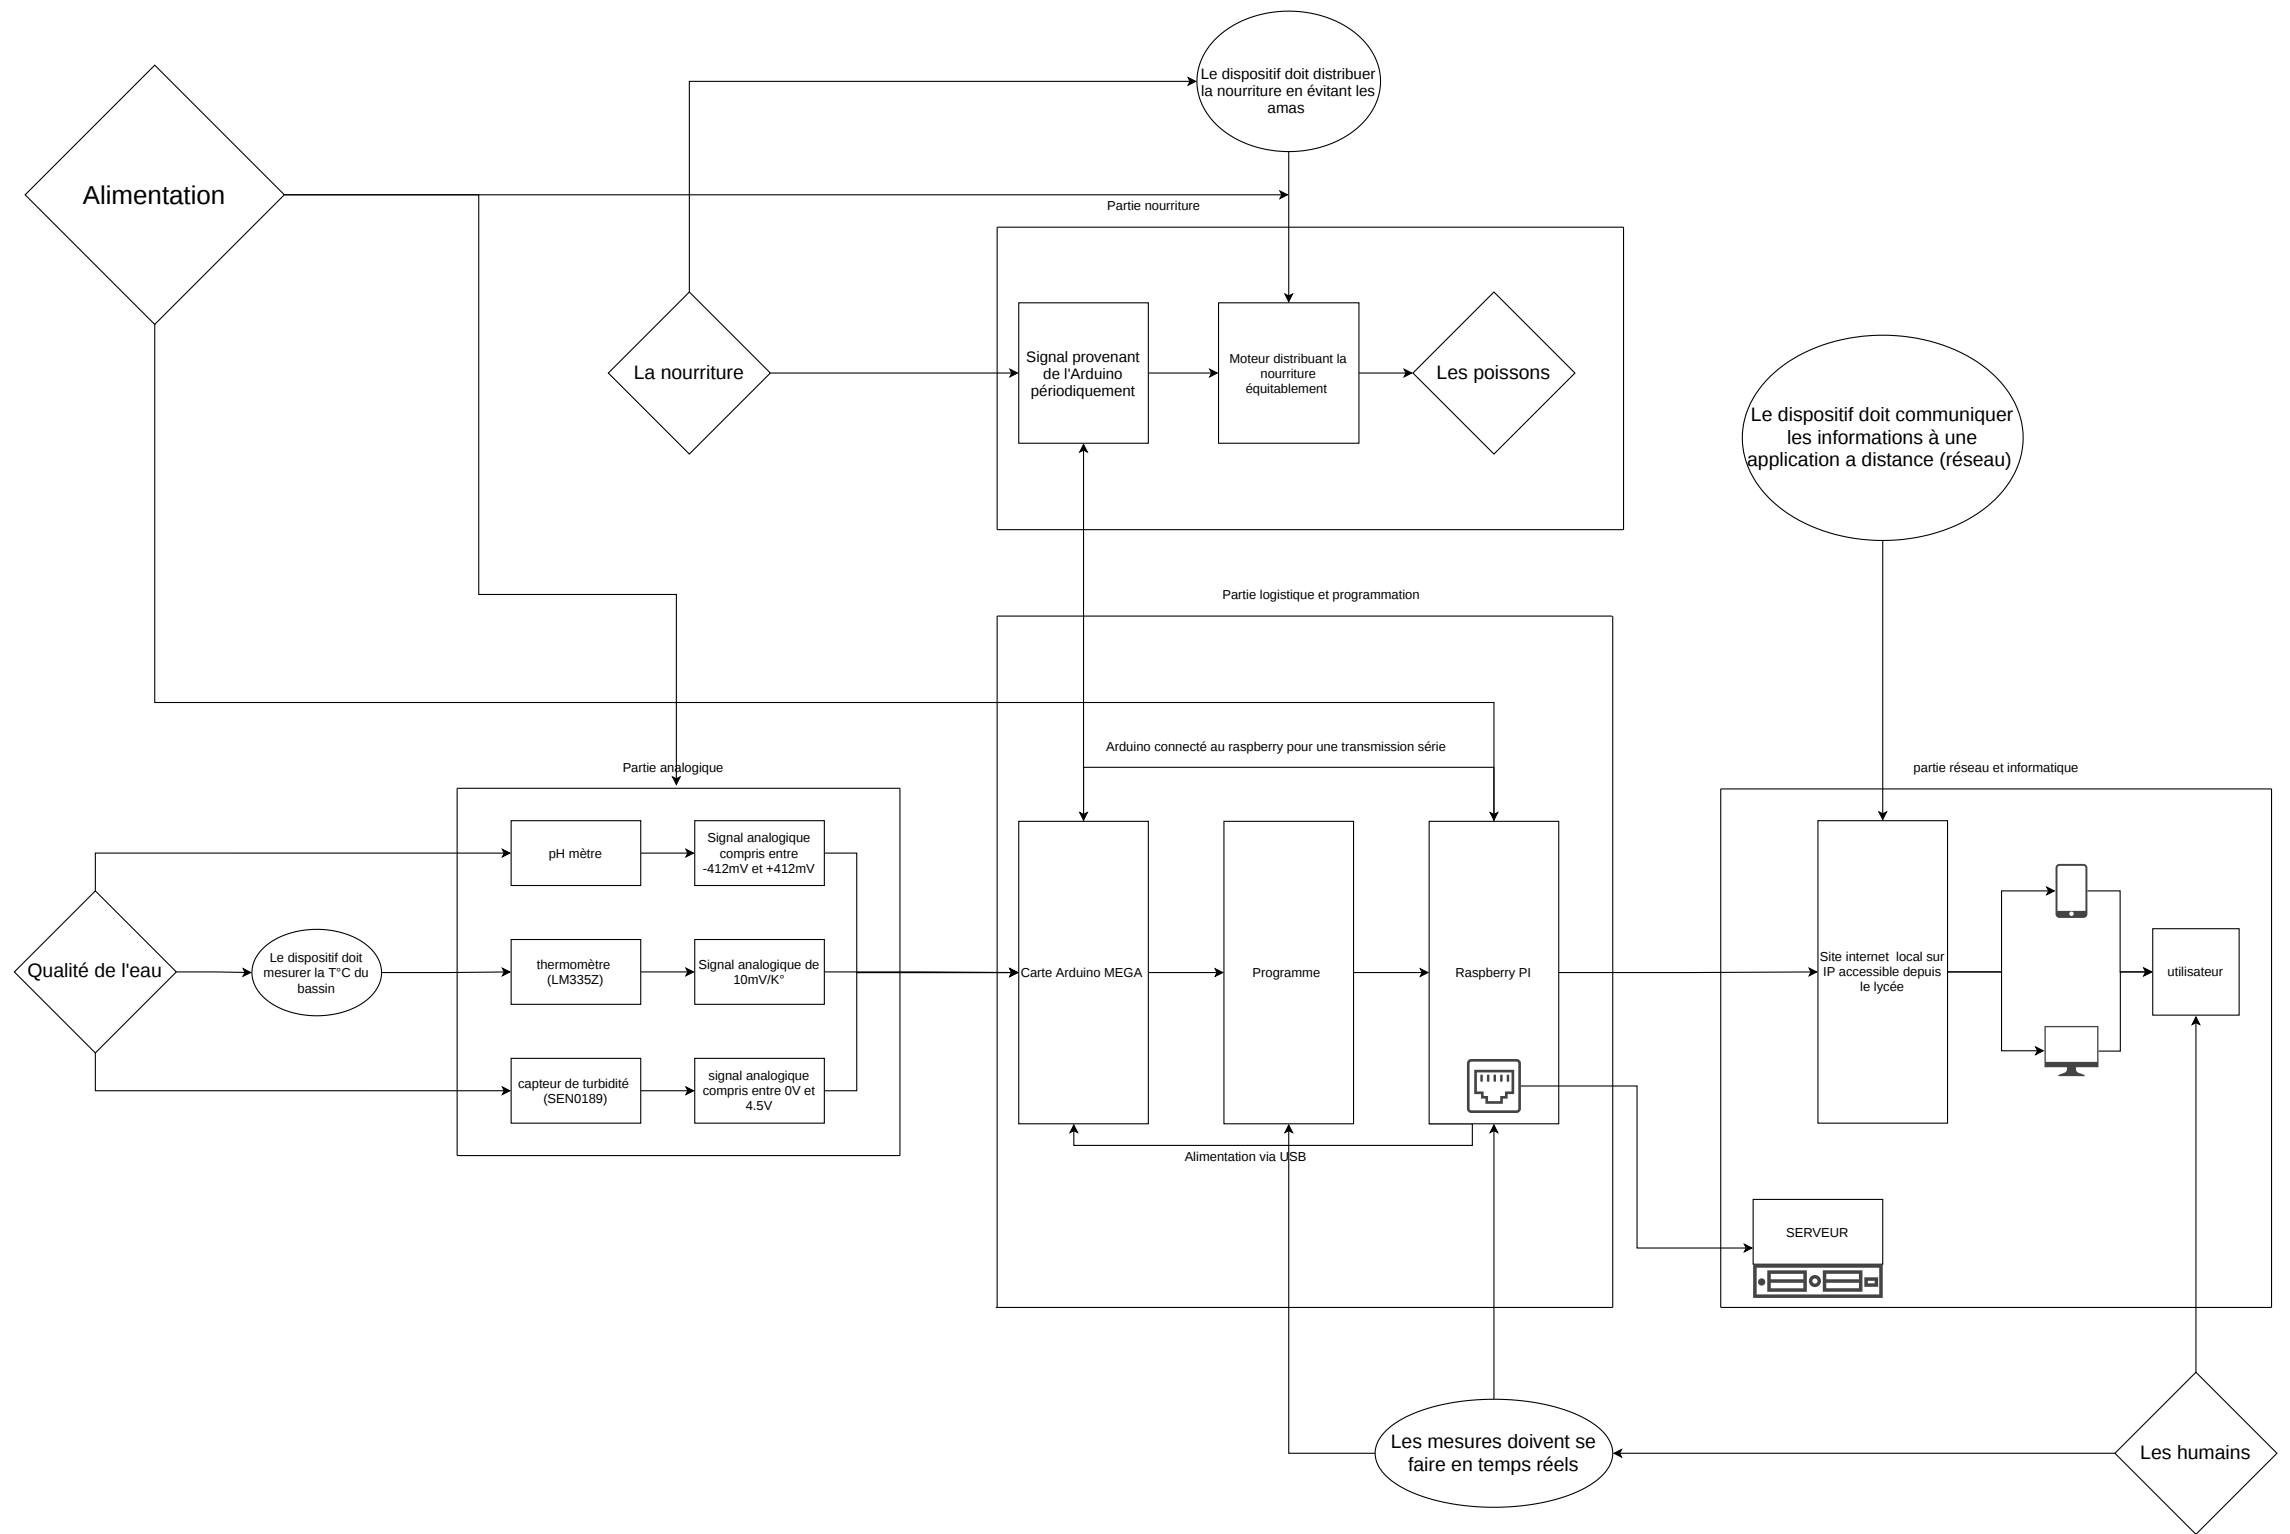 Le dispositif doit distribuer
la nourriture en évitant les
amas
Alimentation
Partie nourriture
La nourriture
Signal provenant
de l'Arduino
périodiquement
Moteur distribuant la
nourriture
équitablement
Les poissons
Le dispositif doit communiquer
les informations à une
application a distance (réseau)
Partie logistique et programmation
Arduino connecté au raspberry pour une transmission série
Partie analogique
partie réseau et informatique
pH mètre
Signal analogique
compris entre
-412mV et +412mV
Qualité de l'eau
Le dispositif doit
mesurer la T°C du
bassin
thermomètre
(LM335Z)
Signal analogique de
10mV/K°
Carte Arduino MEGA
Programme
Raspberry PI
Site internet  local sur
IP accessible depuis
le lycée
utilisateur
capteur de turbidité
(SEN0189)
signal analogique
compris entre 0V et
4.5V
Alimentation via USB
SERVEUR
Les mesures doivent se
faire en temps réels
Les humains